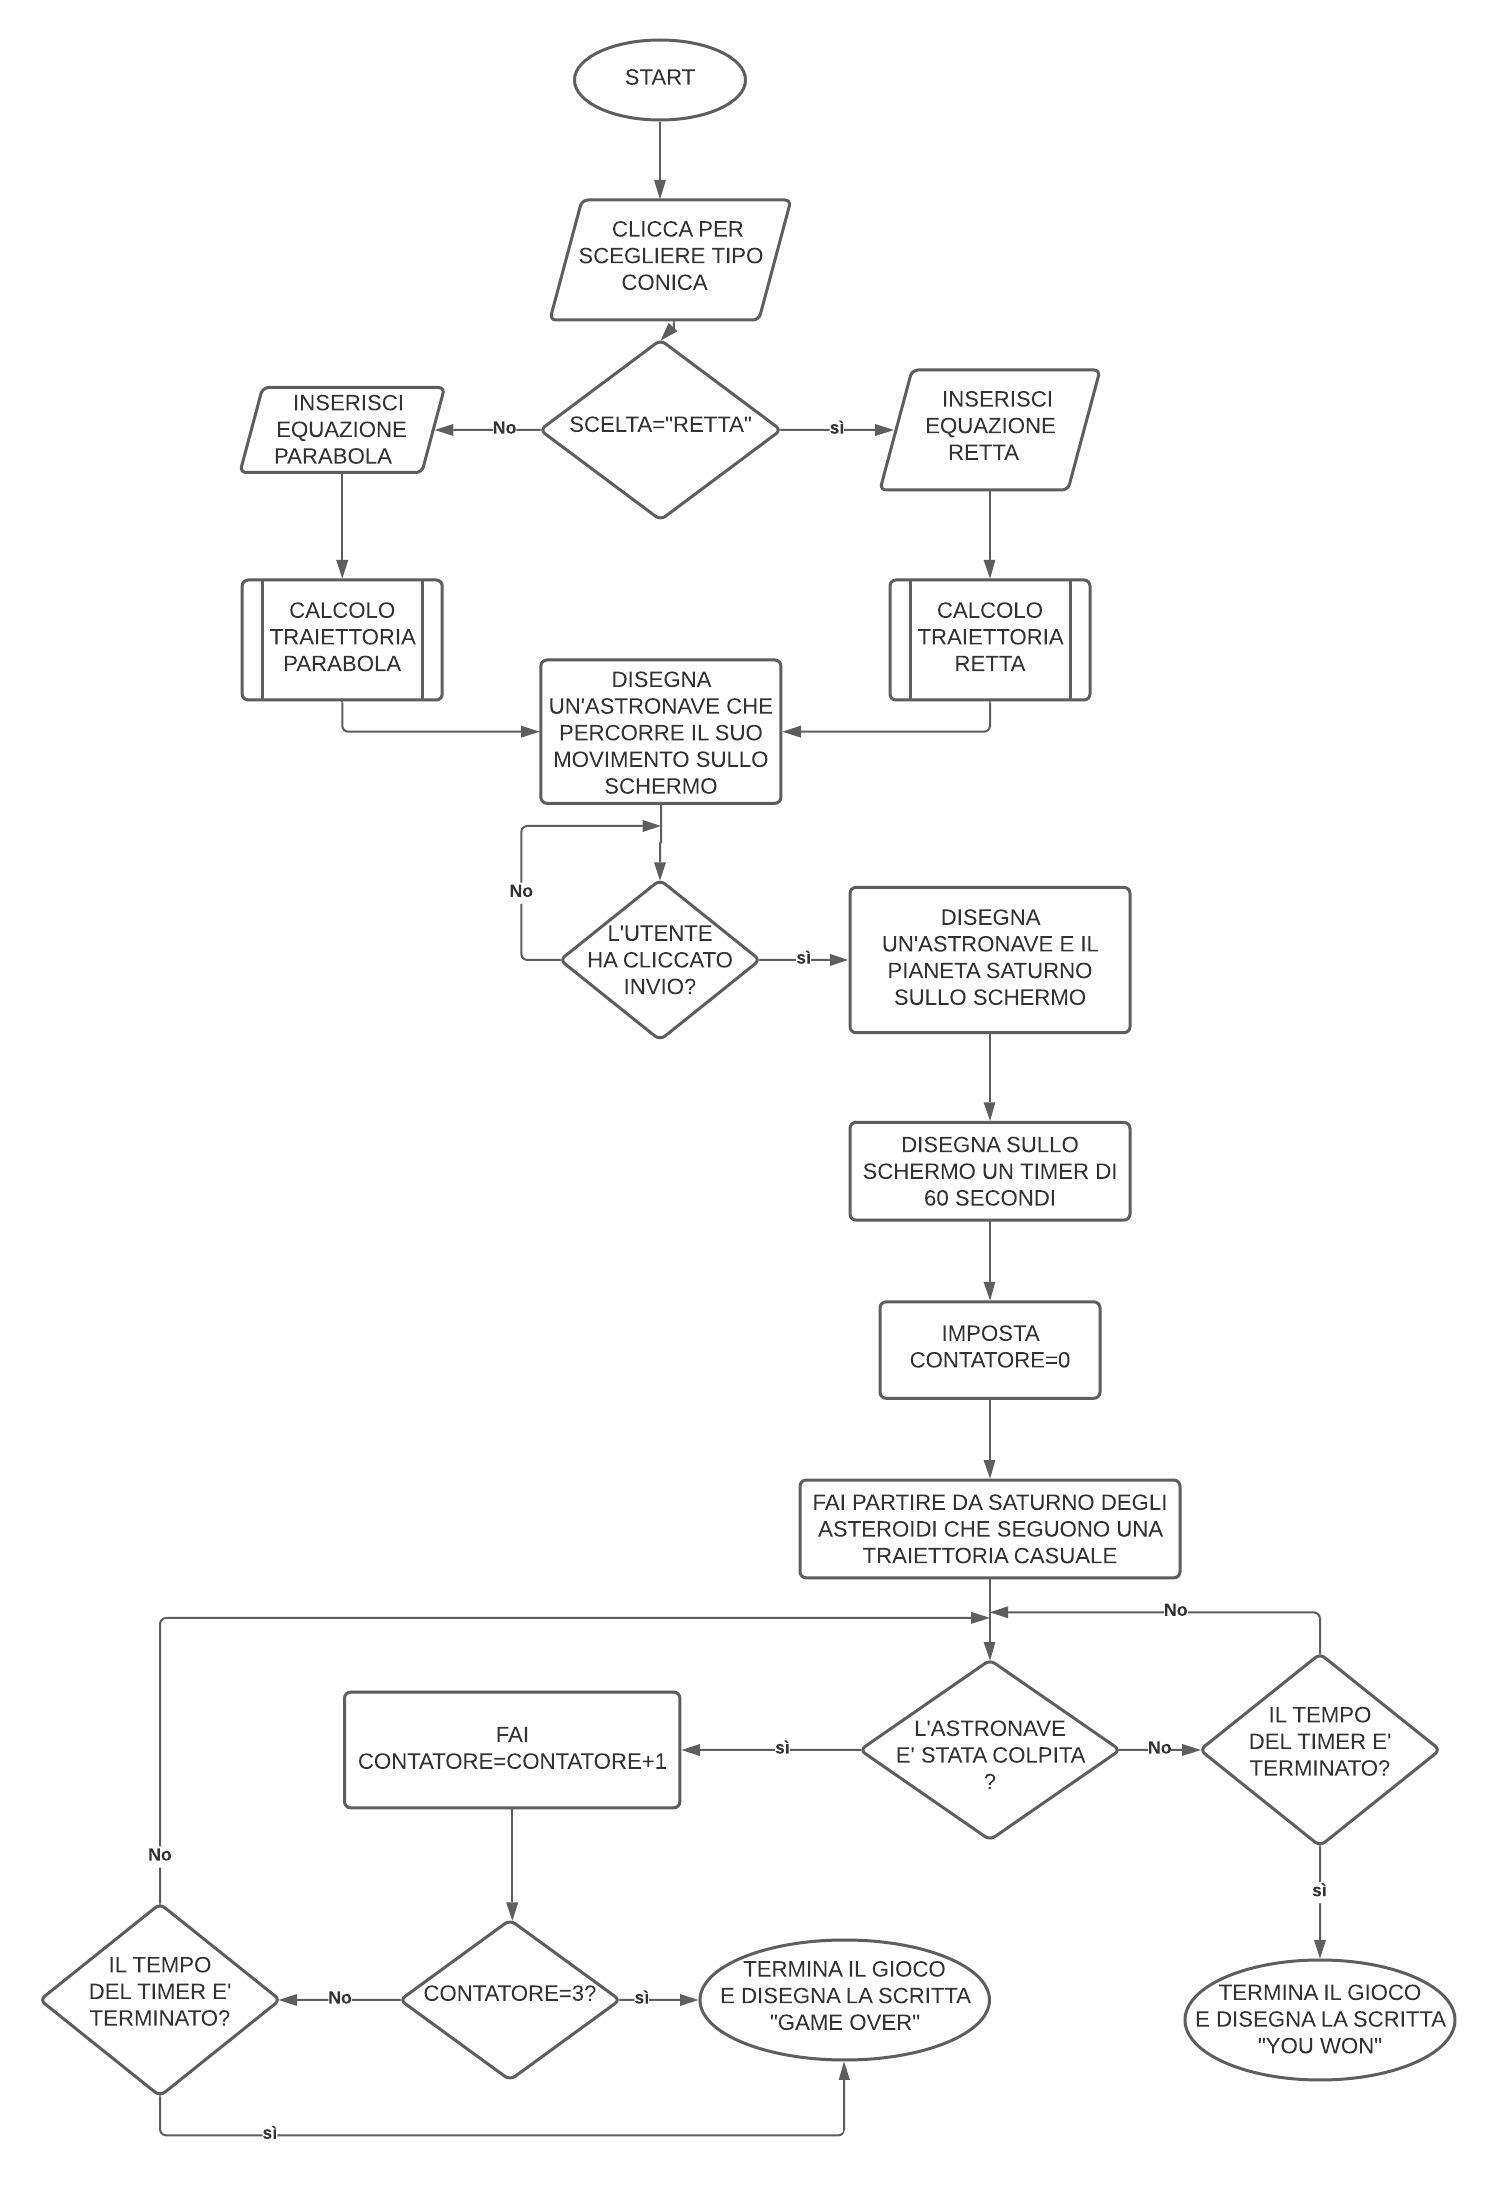 START
CLICCA PER
SCEGLIERE TIPO
CONICA
SCELTA="RETTA"
No
sì
INSERISCI
EQUAZIONE
PARABOLA
INSERISCI
EQUAZIONE
RETTA
CALCOLO
TRAIETTORIA
PARABOLA
CALCOLO
TRAIETTORIA
RETTA
DISEGNA
UN'ASTRONAVE CHE
PERCORRE IL SUO
MOVIMENTO SULLO
SCHERMO
No
L'UTENTE
HA CLICCATO
INVIO?
sì
DISEGNA
UN'ASTRONAVE E IL
PIANETA SATURNO
SULLO SCHERMO
DISEGNA SULLO
SCHERMO UN TIMER DI
60 SECONDI
IMPOSTA
CONTATORE=0
FAI PARTIRE DA SATURNO DEGLI
ASTEROIDI CHE SEGUONO UNA
TRAIETTORIA CASUALE
No
L'ASTRONAVE
E' STATA COLPITA
?
sì
No
IL TEMPO
DEL TIMER E'
TERMINATO?
FAI
CONTATORE=CONTATORE+1
No
sì
IL TEMPO
DEL TIMER E'
TERMINATO?
No
CONTATORE=3?
sì
TERMINA IL GIOCO
E DISEGNA LA SCRITTA
"GAME OVER"
TERMINA IL GIOCO
E DISEGNA LA SCRITTA
"YOU WON"
sì